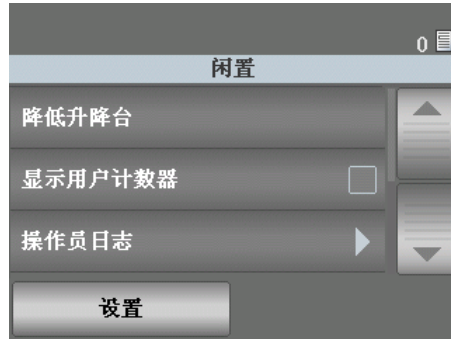 0
闲置
降低升降台
显示用户计数器
操作员日志
设置